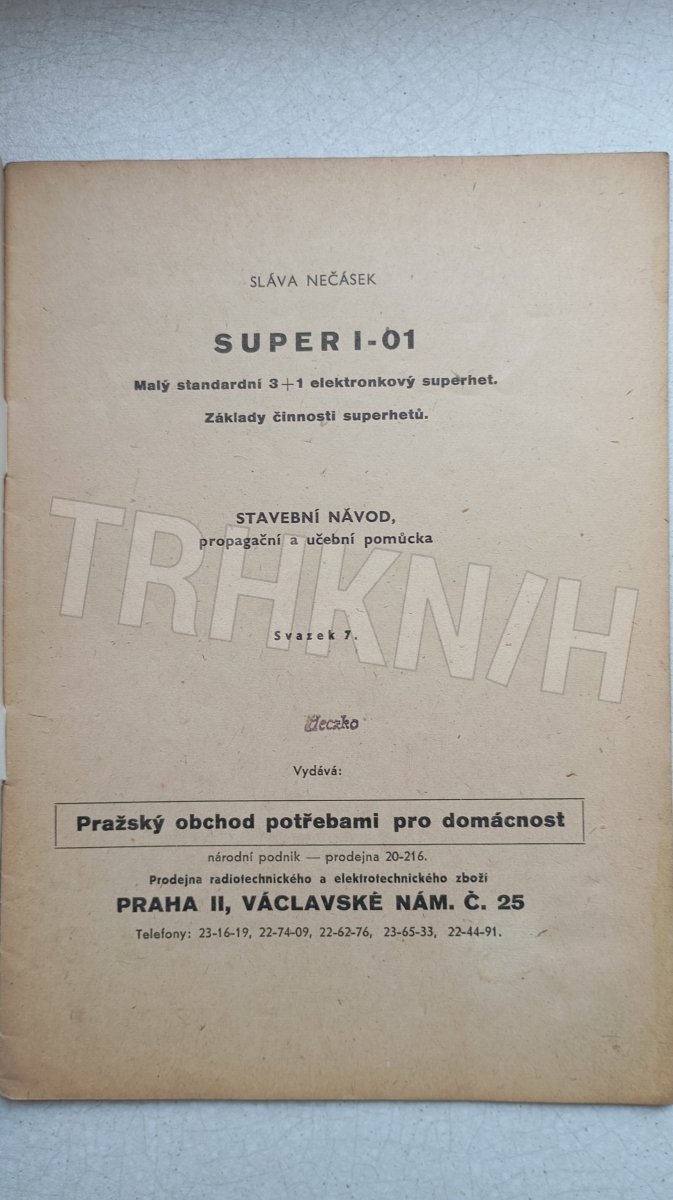 SLÁVA NEČÁSEK
SUPER I-01
Malý standardní 3+1 elektronkový superhet.
Základy činnosti superhetů.
STAVEBNÍ NÁVOD,
propagační a učební pomůcka
TRHKNIH
Svazek 7.
Vydává:
Pražský obchod potřebami pro domácnost
národní podnik — prodejna 20-216.
Prodejna radiotechnického a elektrotechnického zboží
PRAHA II, VÁCLAVSKÉ NÁM. Č. 25
Telefony: 23-16-19, 22-74-09, 22-62-76, 23-65-33, 22-44-91.